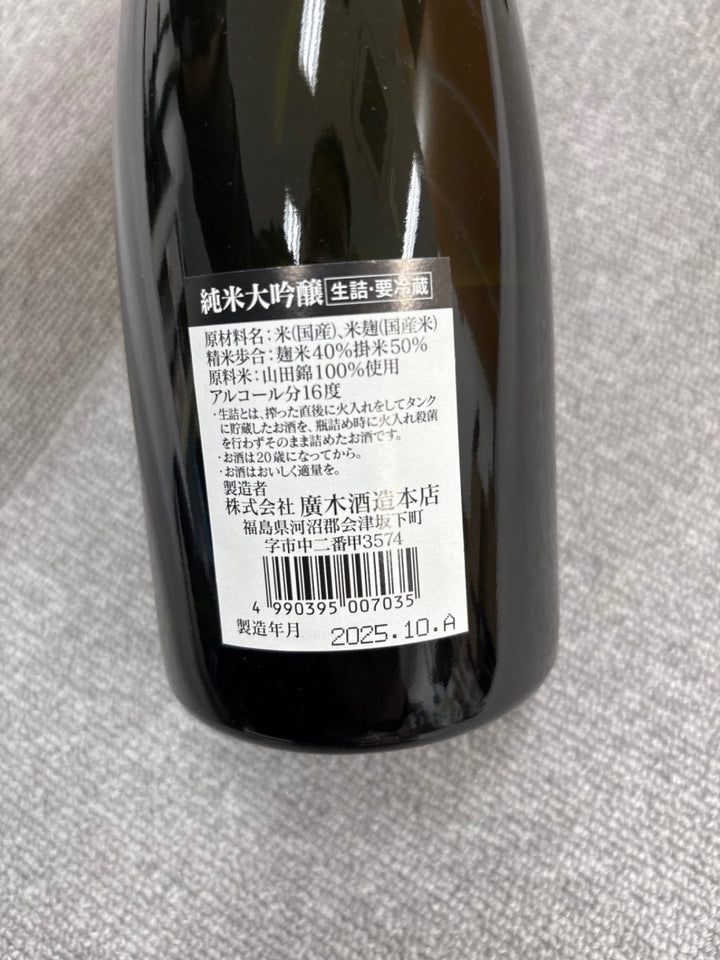 純米大吟醸 生詰・要冷蔵
原材料名：米(国産)、米麹(国産米)
精米歩合：麹米40%掛米50%
原料米：山田錦100%使用
アルコール分16度
・生詰とは、搾った直後に火入れをしてタンク
に貯蔵したお酒を、瓶詰め時に火入れ殺菌
を行わずそのまま詰めたお酒です。
・お酒は20歳になってから。
・お酒はおいしく適量を。
製造者
株式会社 廣木酒造本店
福島県河沼郡会津坂下町
字市中二番甲3574
4 990395 007035
製造年月 2025.10.A